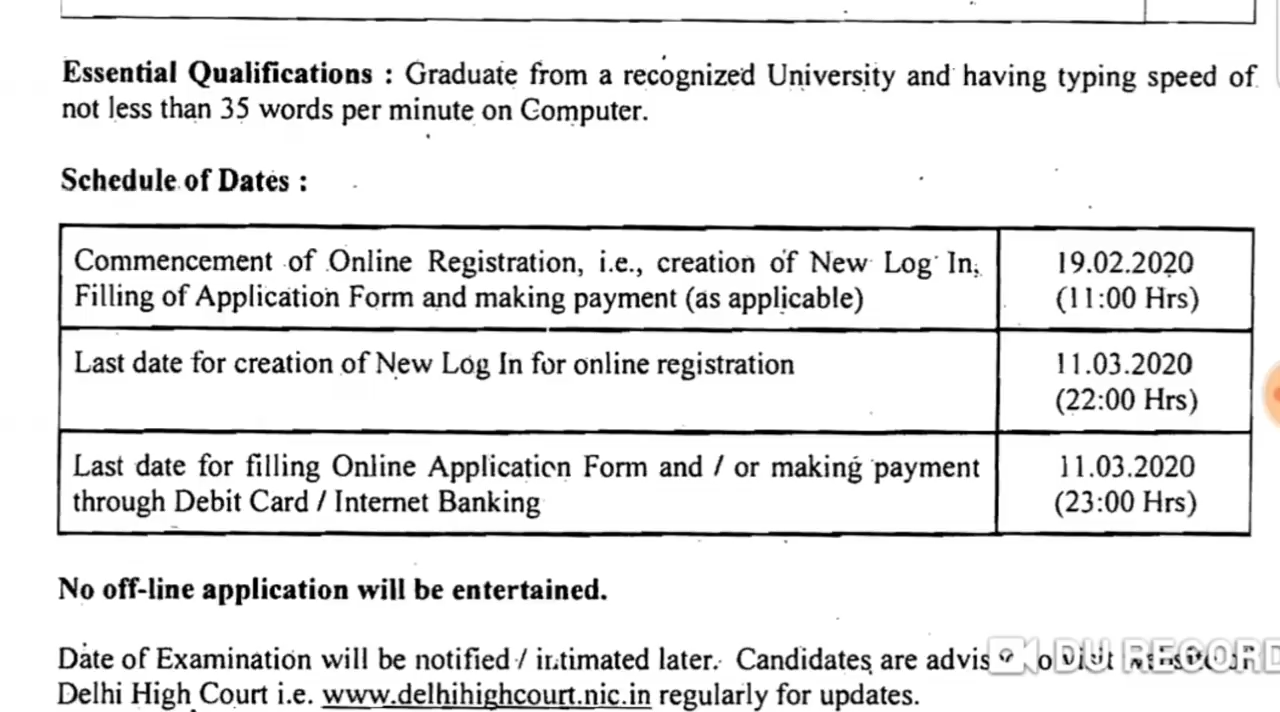 Essential Qualifications : Graduate from a recognized University and having typing speed of
not less than 35 words per minute on Computer.
Schedule of Dates :
Commencement of Online Registration, i.e., creation of New Log In, 19.02.2020
Filling of Application Form and making payment (as applicable) (11:00 Hrs)
Last date for creation of New Log In for online registration 11.03.2020
(22:00 Hrs)
Last date for filling Online Application Form and / or making payment 11.03.2020
through Debit Card / Internet Banking (23:00 Hrs)
No off-line application will be entertained.
Date of Examination will be notified / intimated later. Candidates are visit
Delhi High Court i.e. www.delhihighcourt.nic.in regularly for updates.
DU RECORD